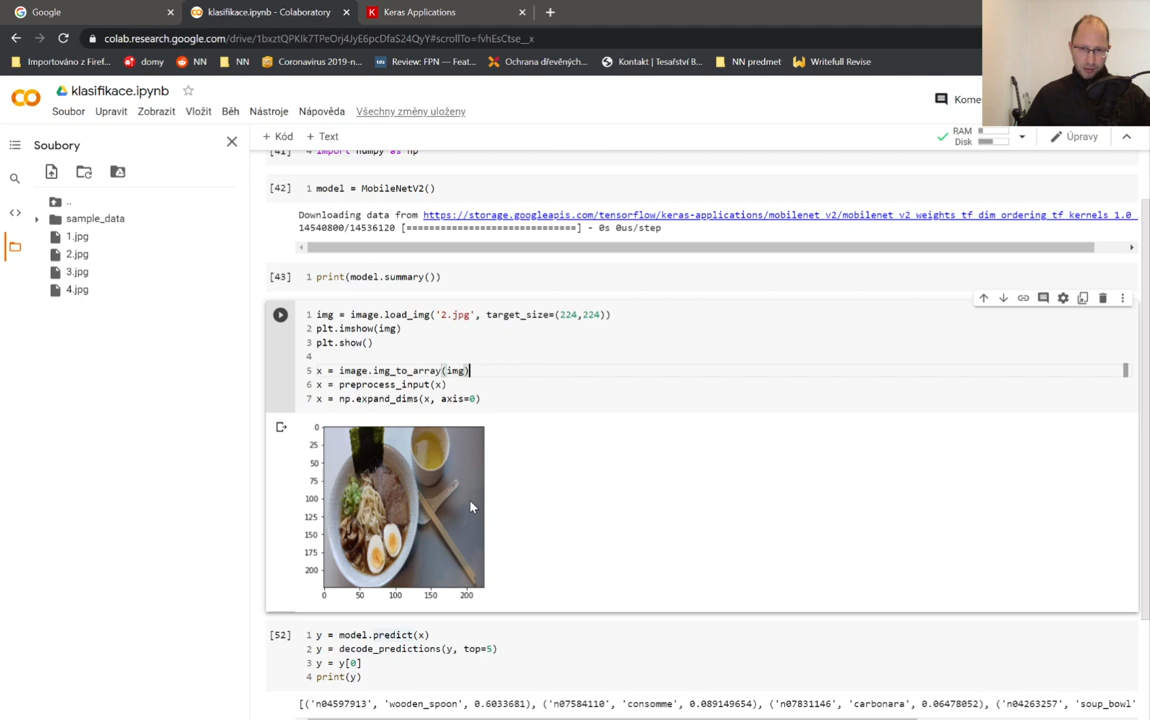 Google
klasifikace.ipynb - Colaboratory
Keras Applications
colab.research.google.com/drive/1bxztQPKIk7TPeOrj4JyE6pcDfaS24QyY#scrollTo=fvhEsCtse__x
Importováno z Firef...
domy
NN
NN
Coronavirus 2019-n...
Review: FPN — Feat...
Ochrana dřevěných...
Kontakt | Tesařství B...
NN predmet
Writefull Revise
klasifikace.ipynb
Soubor Upravit Zobrazit Vložit Běh Nástroje Nápověda Všechny změny uloženy
Kome
Soubory
+ Kód + Text
RAM
Disk
Úpravy
..
sample_data
1.jpg
2.jpg
3.jpg
4.jpg
[41] 4 import numpy as np
[42] 1 model = MobileNetV2()
Downloading data from https://storage.googleapis.com/tensorflow/keras-applications/mobilenet_v2/mobilenet_v2_weights_tf_dim_ordering_tf_kernels_1.0_
14540800/14536120 [==============================] - 0s 0us/step
[43] 1 print(model.summary())
1 img = image.load_img('2.jpg', target_size=(224,224))
2 plt.imshow(img)
3 plt.show()
4
5 x = image.img_to_array(img)
6 x = preprocess_input(x)
7 x = np.expand_dims(x, axis=0)
0
25
50
75
100
125
150
175
200
0 50 100 150 200
[52] 1 y = model.predict(x)
2 y = decode_predictions(y, top=5)
3 y = y[0]
4 print(y)
[('n04597913', 'wooden_spoon', 0.6033681), ('n07584110', 'consomme', 0.089149654), ('n07831146', 'carbonara', 0.06478052), ('n04263257', 'soup_bowl'